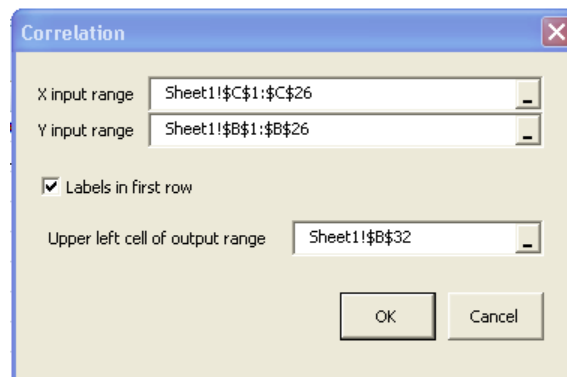 Correlation
X input range Sheet1!$C$1:$C$26
Y input range Sheet1!$B$1:$B$26
Labels in first row
Upper left cell of output range Sheet1!$B$32
OK Cancel